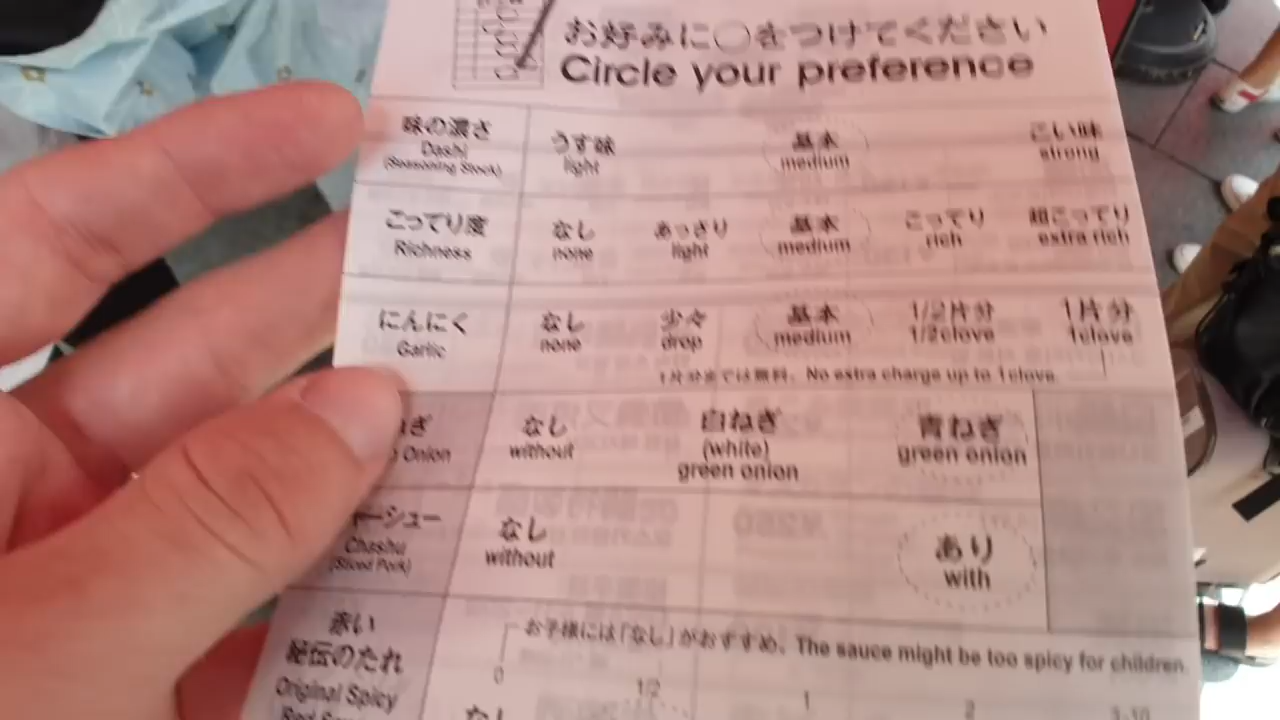 お好みに○をつけてください
Circle your preference
味の濃さ
Dashi
(Seasoning Stock)
うす味
light
基本
medium
こい味
strong
こってり度
Richness
なし
none
あっさり
light
基本
medium
こってり
rich
超こってり
extra rich
にんにく
Garlic
なし
none
少々
drop
基本
medium
1/2片分
1/2clove
1片分
1clove
1片分までは無料。No extra charge up to 1clove.
ねぎ
Onion
なし
without
白ねぎ
(white)
green onion
青ねぎ
green onion
チャーシュー
Chashu
(Sliced Pork)
なし
without
あり
with
赤い
秘伝のたれ
Original Spicy
お子様には「なし」がおすすめ。The sauce might be too spicy for children.
0
1/2
1
2
3-10
なし